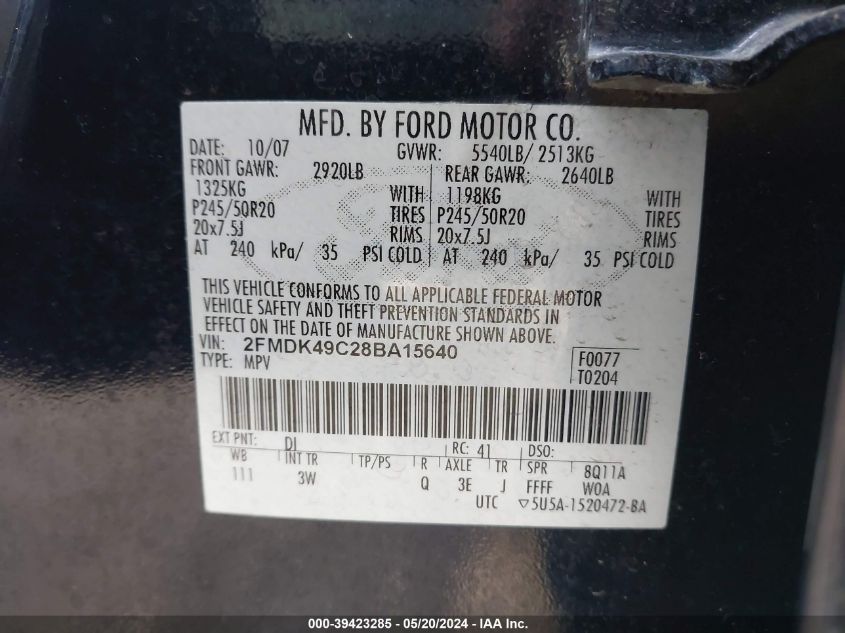 MFD. BY FORD MOTOR CO.
DATE: 10/07 GVWR: 5540LB/ 2513KG
FRONT GAWR: 2920LB REAR GAWR: 2640LB
1325KG WITH 1198KG WITH
P245/50R20 TIRES P245/50R20 TIRES
20x7.5J RIMS 20x7.5J RIMS
AT 240 kPa/ 35 PSI COLD AT 240 kPa/ 35 PSI COLD
THIS VEHICLE CONFORMS TO ALL APPLICABLE FEDERAL MOTOR
VEHICLE SAFETY AND THEFT PREVENTION STANDARDS IN
EFFECT ON THE DATE OF MANUFACTURE SHOWN ABOVE.
VIN: 2FMDK49C28BA15640 F0077
TYPE: MPV T0204
EXT PNT: DI RC: 41 DSO:
WB INT TR TP/PS R AXLE TR SPR 8Q11A
111 3W Q 3E J FFFF WOA
UTC ▽5U5A-1520472-BA
000-39423285 - 05/20/2024 - IAA Inc.